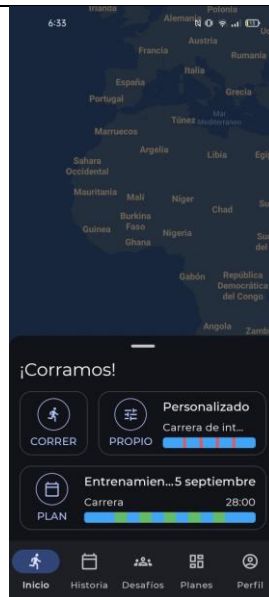 6:33
Irlanda
Polonia
Alemania
Austria
Francia
Rumania
Italia
España
Grecia
Portugal
Mar
Mediterráneo
Túnez
Marruecos
Argelia
Libia
Egi
Sahara
Occidental
Mauritania
Malí
Níger
Chad
Su
Burkina
Faso
Guinea
Nigeria
Ghana
Su
del
Gabón
República
Democrática
del Congo
Angola
Zamb
¡Corramos!
CORRER
PROPIO
Personalizado
Carrera de int...
PLAN
Entrenamien...5 septiembre
Carrera
28:00
Inicio
Historia
Desafíos
Planes
Perfil